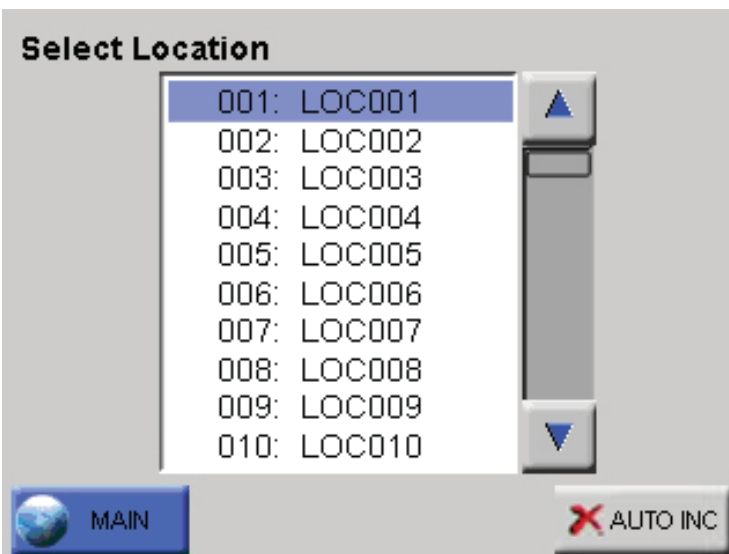 Select Location
001: LOC001
002: LOC002
003: LOC003
004: LOC004
005: LOC005
006: LOC006
007: LOC007
008: LOC008
009: LOC009
010: LOC010
MAIN
AUTO INC